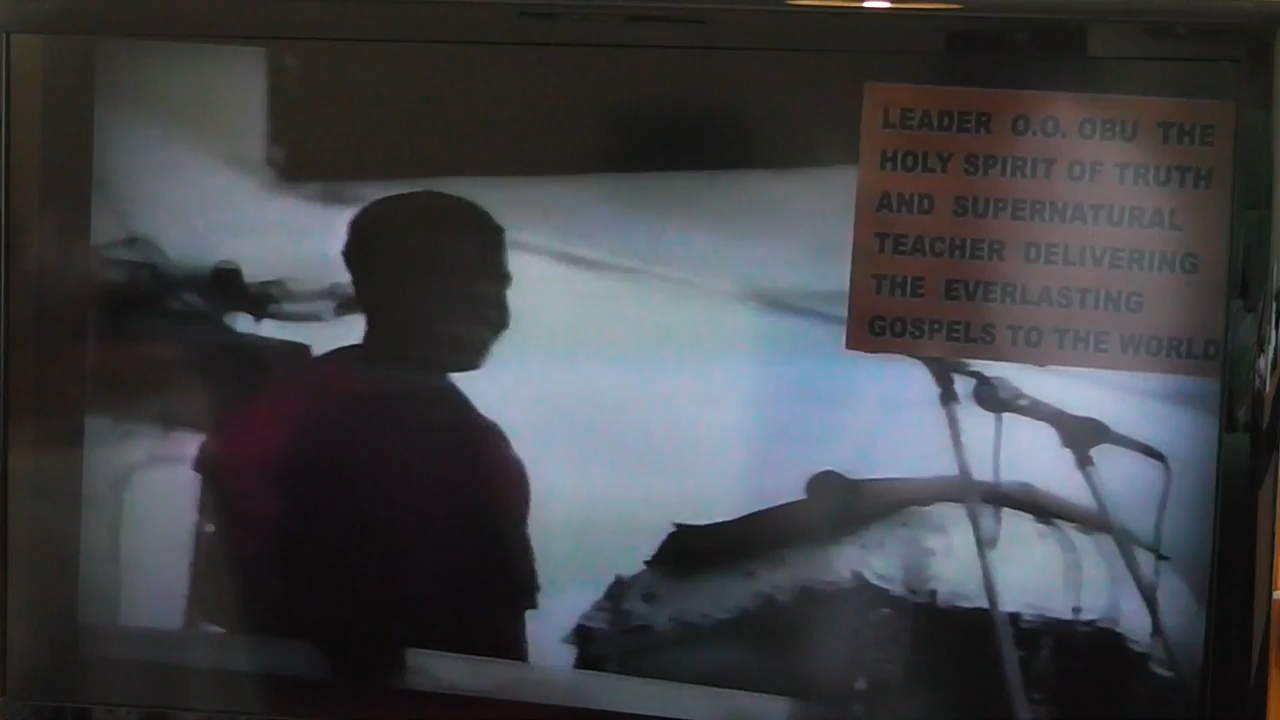 LEADER O.O. OBU THE
HOLY SPIRIT OF TRUTH
AND SUPERNATURAL
TEACHER DELIVERING
THE EVERLASTING
GOSPELS TO THE WORLD